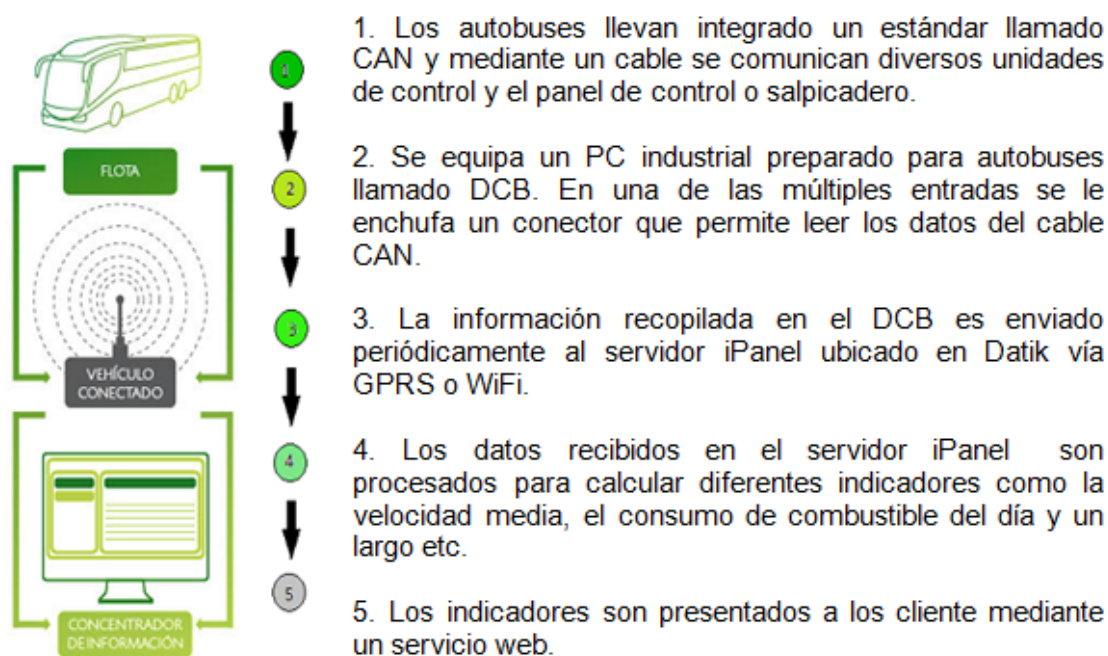 FLOTA
VEHÍCULO
CONECTADO
CONCENTRADOR
DE INFORMACIÓN
1
2
3
4
5
1. Los autobuses llevan integrado un estándar llamado
CAN y mediante un cable se comunican diversos unidades
de control y el panel de control o salpicadero.
2. Se equipa un PC industrial preparado para autobuses
llamado DCB. En una de las múltiples entradas se le
enchufa un conector que permite leer los datos del cable
CAN.
3. La información recopilada en el DCB es enviado
periódicamente al servidor iPanel ubicado en Datik vía
GPRS o WiFi.
4. Los datos recibidos en el servidor iPanel son
procesados para calcular diferentes indicadores como la
velocidad media, el consumo de combustible del día y un
largo etc.
5. Los indicadores son presentados a los cliente mediante
un servicio web.